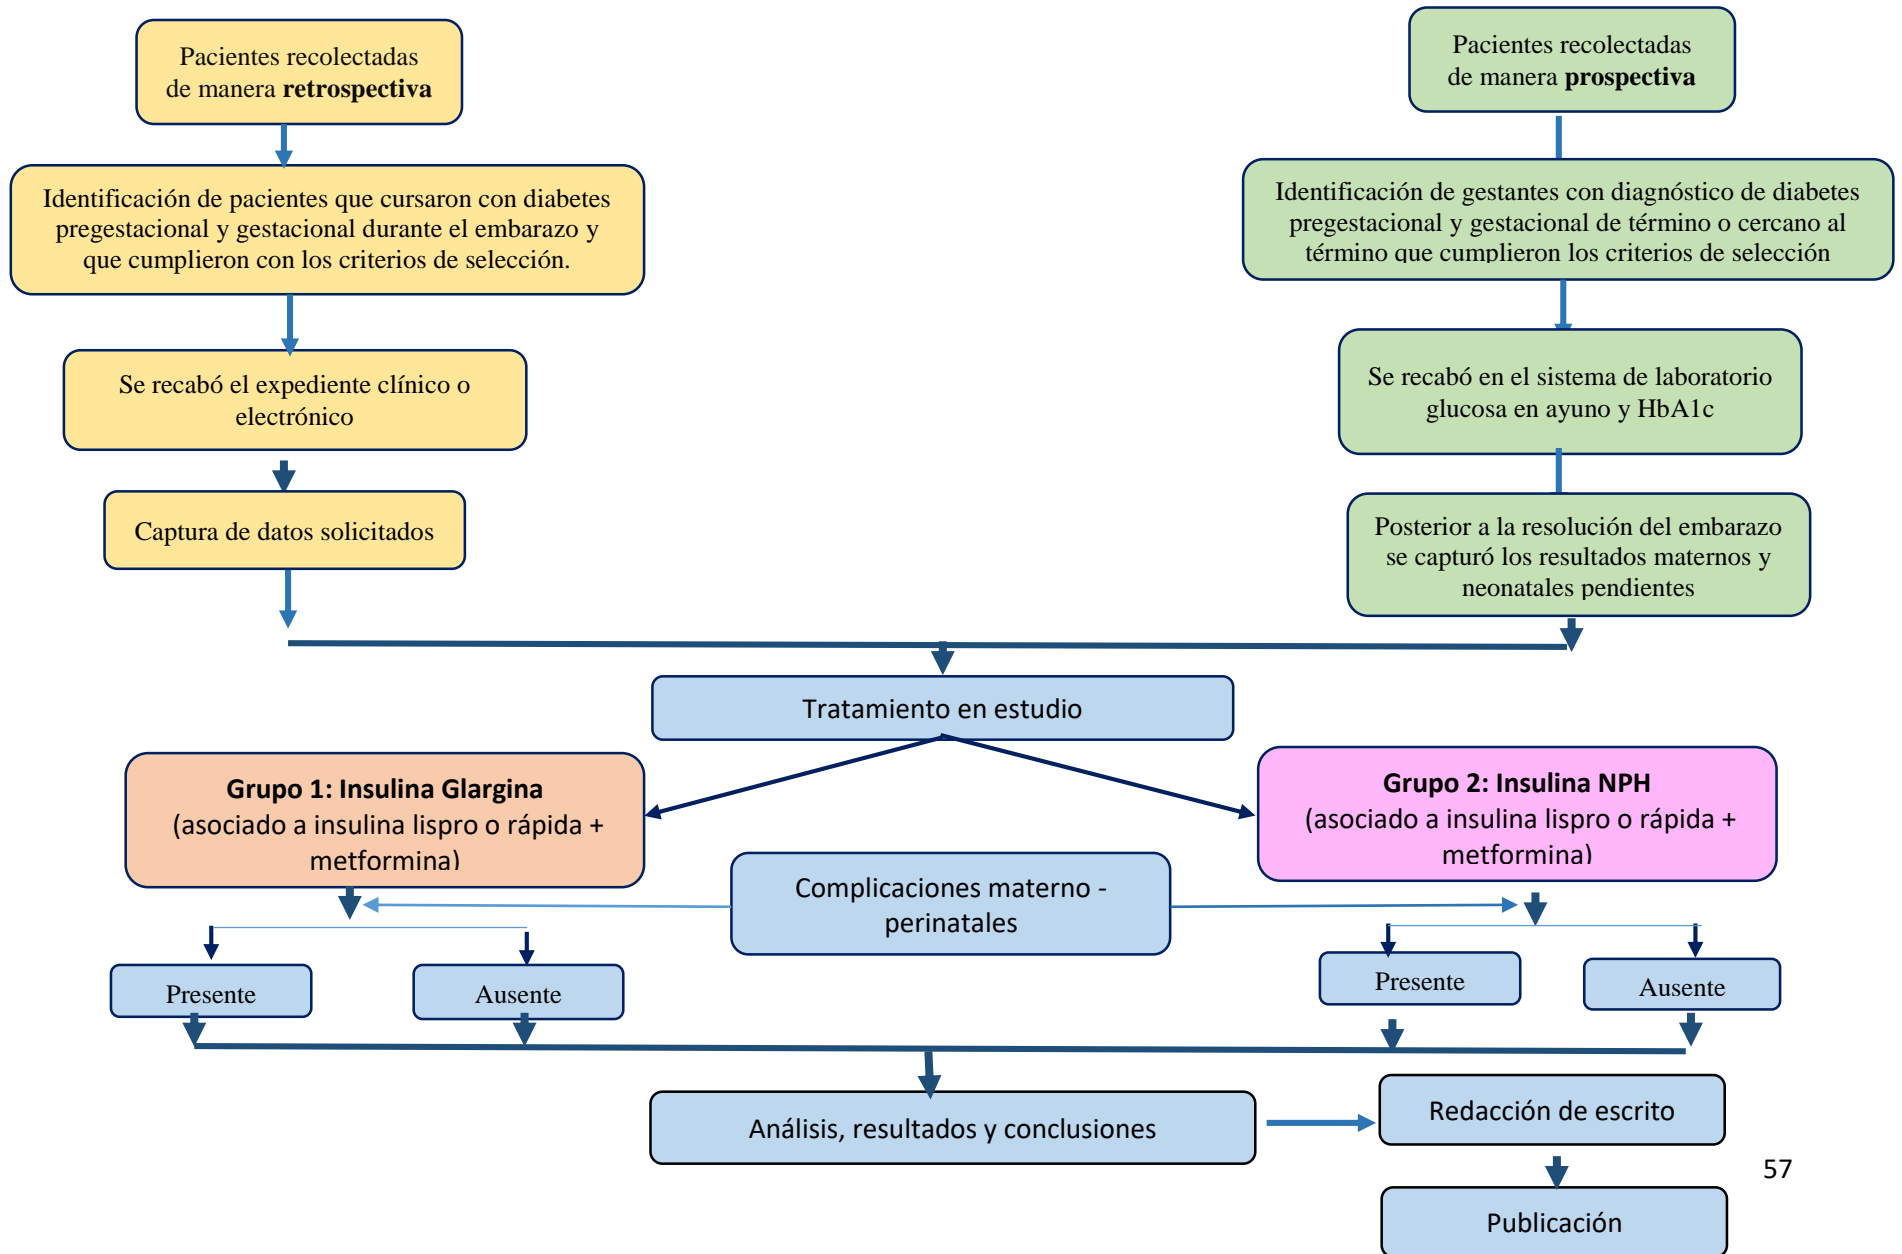 Pacientes recolectadas
de manera retrospectiva
Pacientes recolectadas
de manera prospectiva
Identificación de pacientes que cursaron con diabetes
pregestacional y gestacional durante el embarazo y
que cumplieron con los criterios de selección.
Identificación de gestantes con diagnóstico de diabetes
pregestacional y gestacional de término o cercano al
término que cumplieron los criterios de selección
Se recabó el expediente clínico o
electrónico
Se recabó en el sistema de laboratorio
glucosa en ayuno y HbA1c
Captura de datos solicitados
Posterior a la resolución del embarazo
se capturó los resultados maternos y
neonatales pendientes
Tratamiento en estudio
Grupo 1: Insulina Glargina
(asociado a insulina lispro o rápida +
metformina)
Grupo 2: Insulina NPH
(asociado a insulina lispro o rápida +
metformina)
Complicaciones materno -
perinatales
Presente
Ausente
Presente
Ausente
Análisis, resultados y conclusiones
Redacción de escrito
57
Publicación